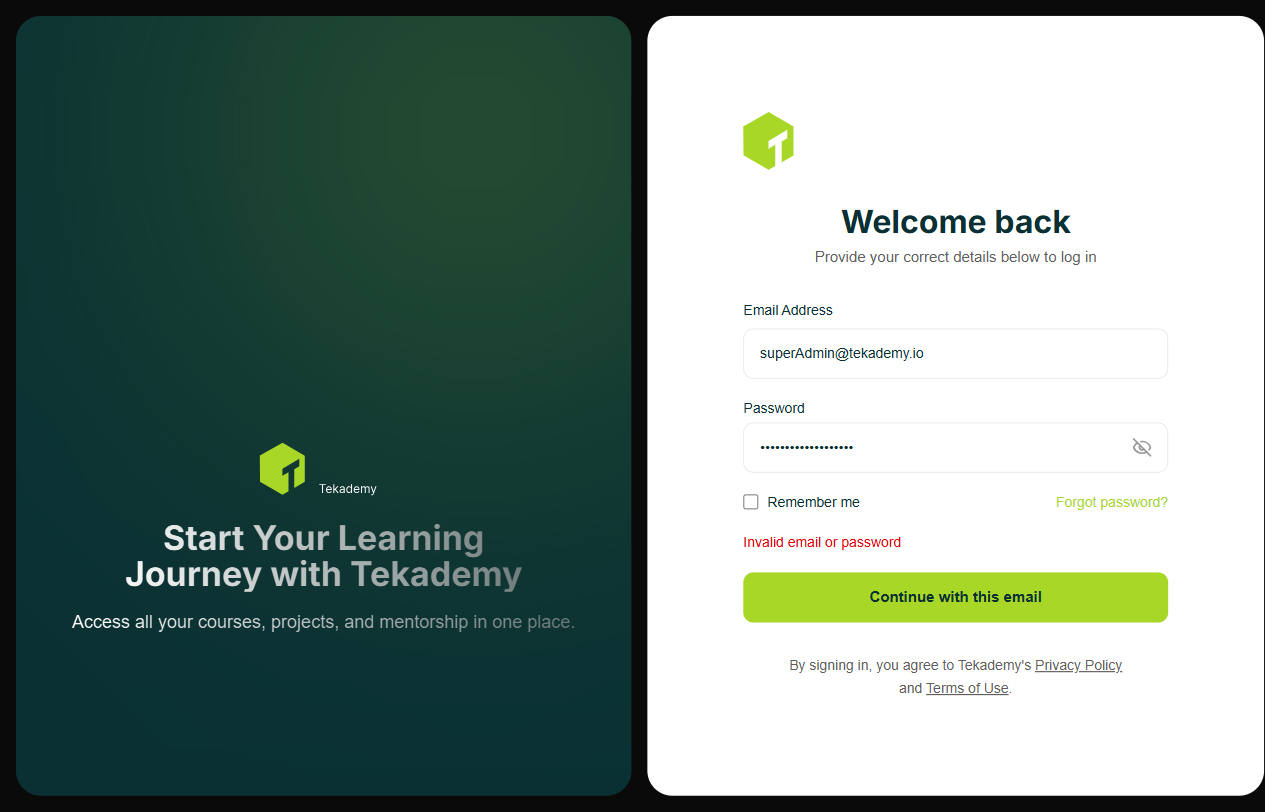 Tekademy
Start Your Learning
Journey with Tekademy
Access all your courses, projects, and mentorship in one place.
Welcome back
Provide your correct details below to log in
Email Address
superAdmin@tekademy.io
Password
••••••••••••••••••
Remember me
Forgot password?
Invalid email or password
Continue with this email
By signing in, you agree to Tekademy's Privacy Policy
and Terms of Use.